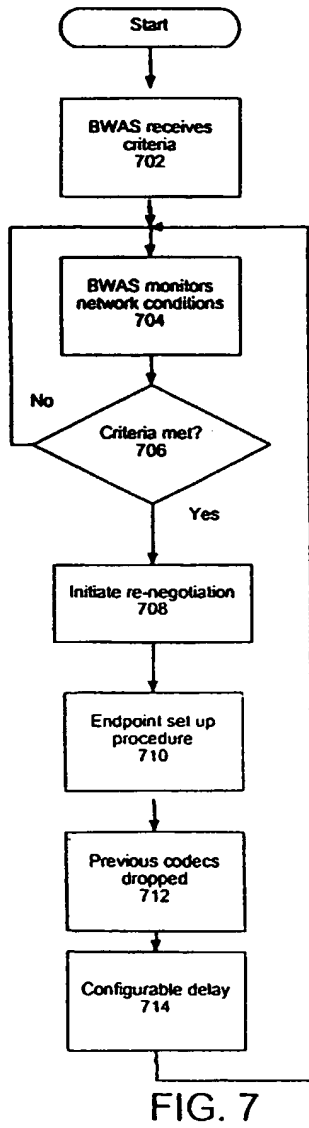 Start
BWAS receives
criteria
702
BWAS monitors
network conditions
704
No
Criteria met?
706
Yes
Initiate re-negotiation
708
Endpoint set up
procedure
710
Previous codecs
dropped
712
Configurable delay
714
FIG. 7